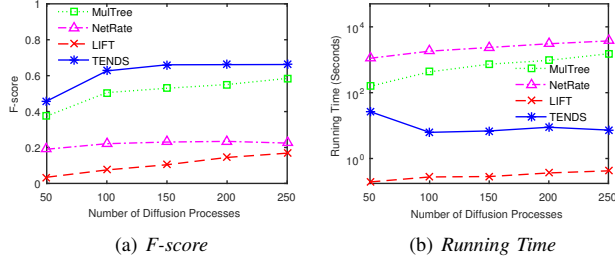 1
0.8
0.6
0.4
0.2
0
F-score
MulTree
NetRate
LIFT
TENDS
50 100 150 200 250
Number of Diffusion Processes
(a) F-score
10^4
10^2
10^0
Running Time (Seconds)
MulTree
NetRate
LIFT
TENDS
50 100 150 200 250
Number of Diffusion Processes
(b) Running Time